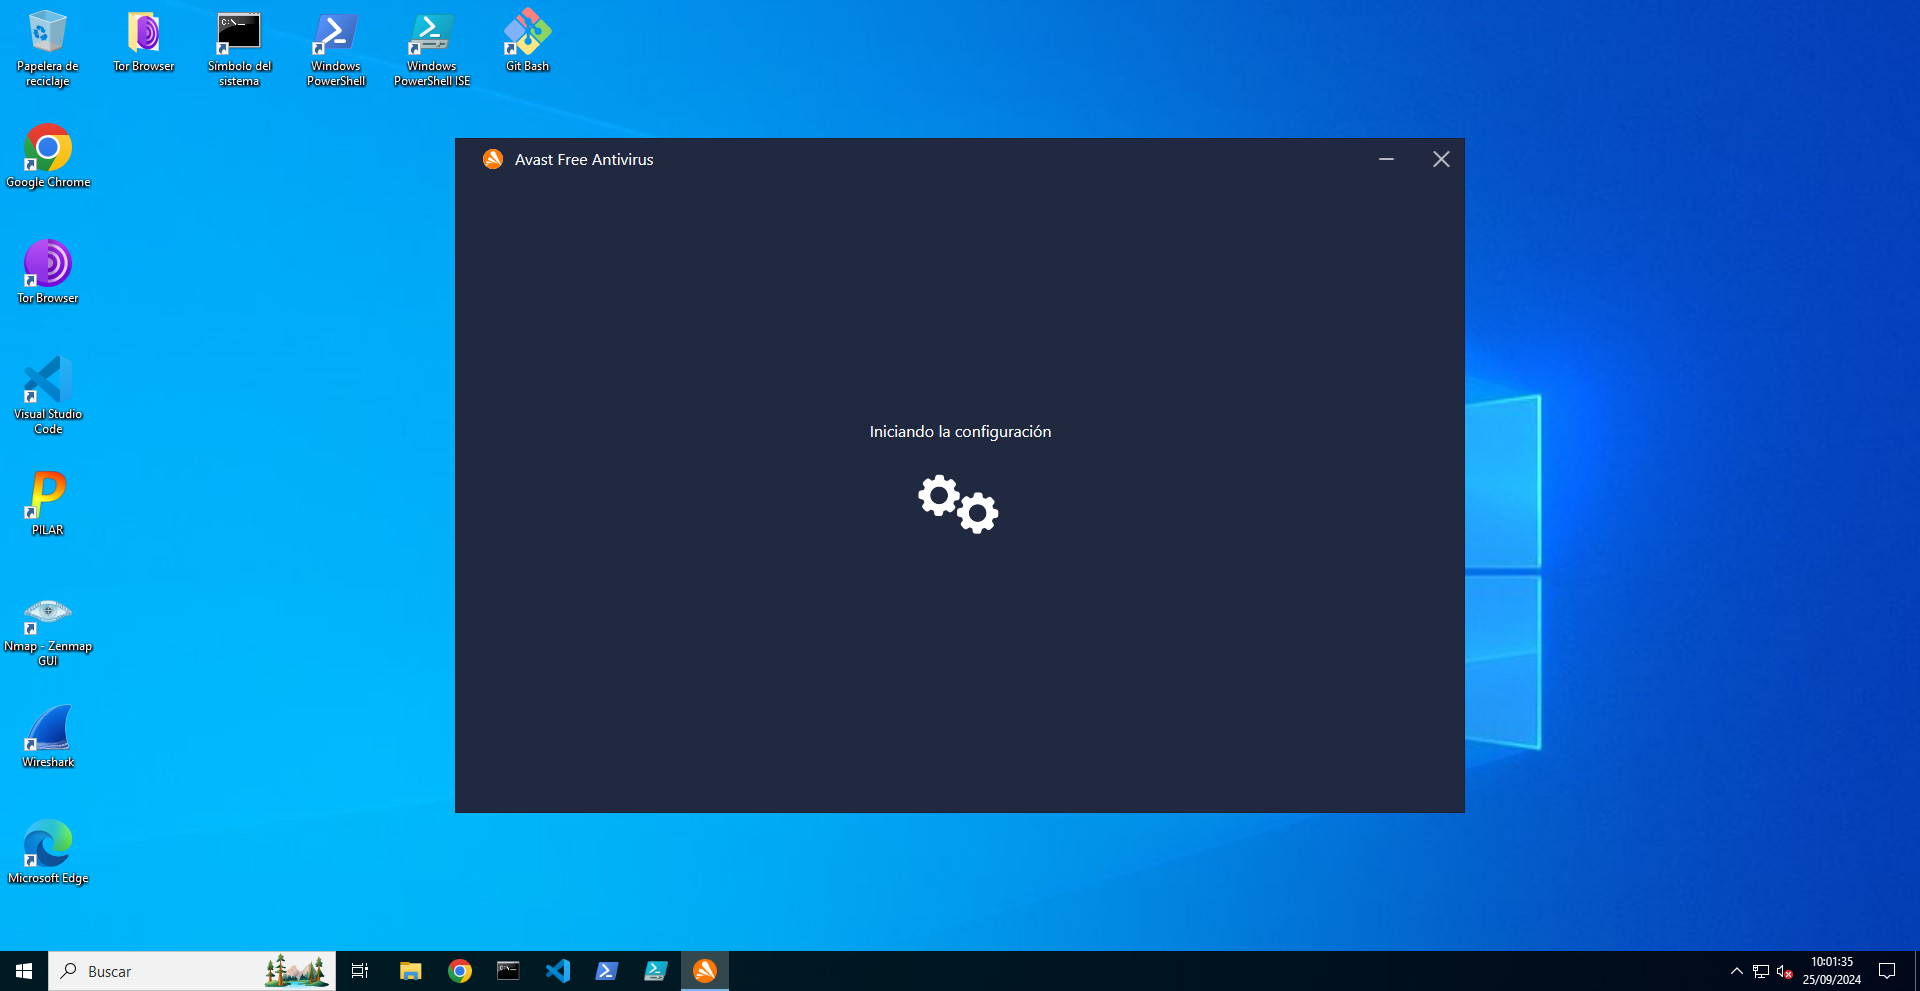 Papelera de
reciclaje
Tor Browser
Símbolo del
sistema
Windows
PowerShell
Windows
PowerShell ISE
Git Bash
Google Chrome
Tor Browser
Visual Studio
Code
PILAR
Nmap - Zenmap
GUI
Wireshark
Microsoft Edge
Avast Free Antivirus
Iniciando la configuración
Buscar
10:01:35
25/09/2024